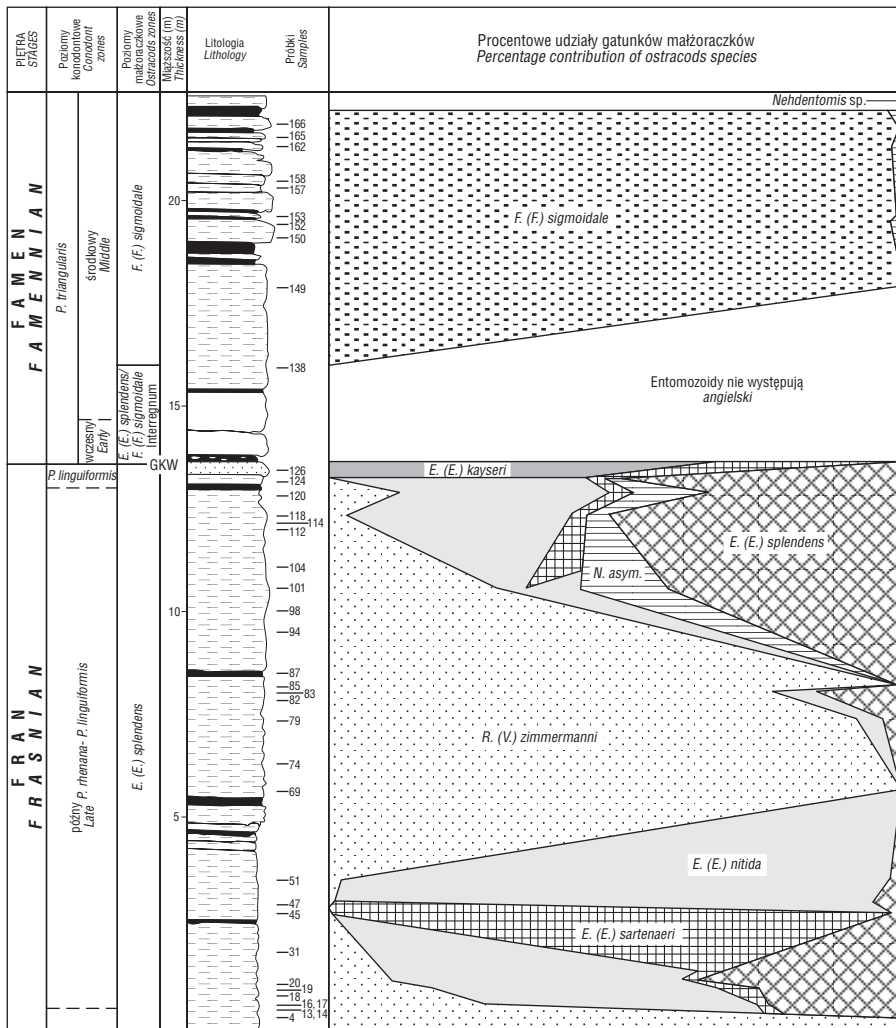 PIĘTRA
STAGES
Poziomy
konodontowe
Conodont
zones
Poziomy
małżoraczkowe
Ostracods zones
Miąższość (m)
Thickness (m)
Litologia
Lithology
Próbki
Samples
Procentowe udziały gatunków małżoraczków
Percentage contribution of ostracods species
FAMEN
FAMENNIAN
P. triangularis
środkowy
Middle
wczesny
Early
F. (F.) sigmoidale
E. (E.) splendens/
F. (F.) sigmoidale
Interregnum
GKW
FRAN
FRASNIAN
P. linguiformis
późny P. rhenana- P. linguiformis
Late
E. (E.) splendens
20
15
10
5
166
165
162
158
157
153
152
150
149
138
126
124
120
118
114
112
104
101
98
94
87
85
83
82
79
74
69
51
47
45
31
20
19
18
16, 17
13, 14
4
Nehdentomis sp.
F. (F.) sigmoidale
Entomozoidy nie występują
angielski
E. (E.) kayseri
E. (E.) splendens
N. asym.
R. (V.) zimmermanni
E. (E.) nitida
E. (E.) sartenaeri